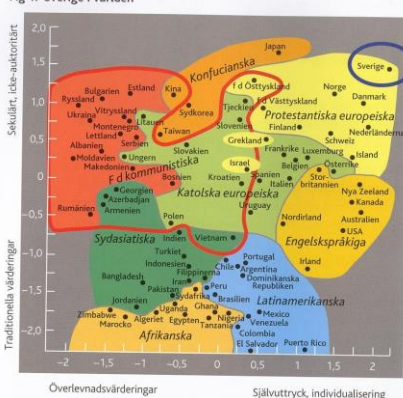 Sekulärt, icke-auktoritärt
Traditionella värderingar
2,0
1,5
1,0
0,5
0
−0,5
−1,0
−1,5
−2,0
Japan
Konfucianska
Sverige
Bulgarien
Estland
Kina
f d Östtyskland
Norge
Ryssland
Sydkorea
Tjeckien
f d Västtyskland
Danmark
Ukraina
Vitryssland
Litauen
Protestantiska europeiska
Montenegro
Taiwan
Slovenien
Finland
Nederländerna
Lettland
Serbien
Schweiz
Albanien
Slovakien
Grekland
Frankrike
Luxemburg
Moldavien
Ungern
Belgien
Island
Makedonien
Israel
Österrike
F d kommunistiska
Bosnien
Kroatien
Spanien
Italien
Stor-
britannien
Katolska europeiska
Georgien
Azerbadjan
Armenien
Uruguay
Nya Zeeland
Kanada
Rumänien
Polen
Nordirland
Australien
USA
Sydasiatiska
Indien
Vietnam
Engelskspråkiga
Turkiet
Chile
Portugal
Irland
Indonesien
Argentina
Filippinerna
Dominikanska
Republiken
Bangladesh
Iran
Peru
Pakistan
Sydafrika
Brasilien
Latinamerikanska
Jordanien
Uganda
Ghana
Mexico
Zimbabwe
Algeriet
Egypten
Nigeria
Venezuela
Marocko
Tanzania
Colombia
Afrikanska
El Salvador
Puerto Rico
−2
−1,5
−1
−0,5
0
0,5
1
1,5
2
Överlevnadsvärderingar
Självuttryck, individualisering